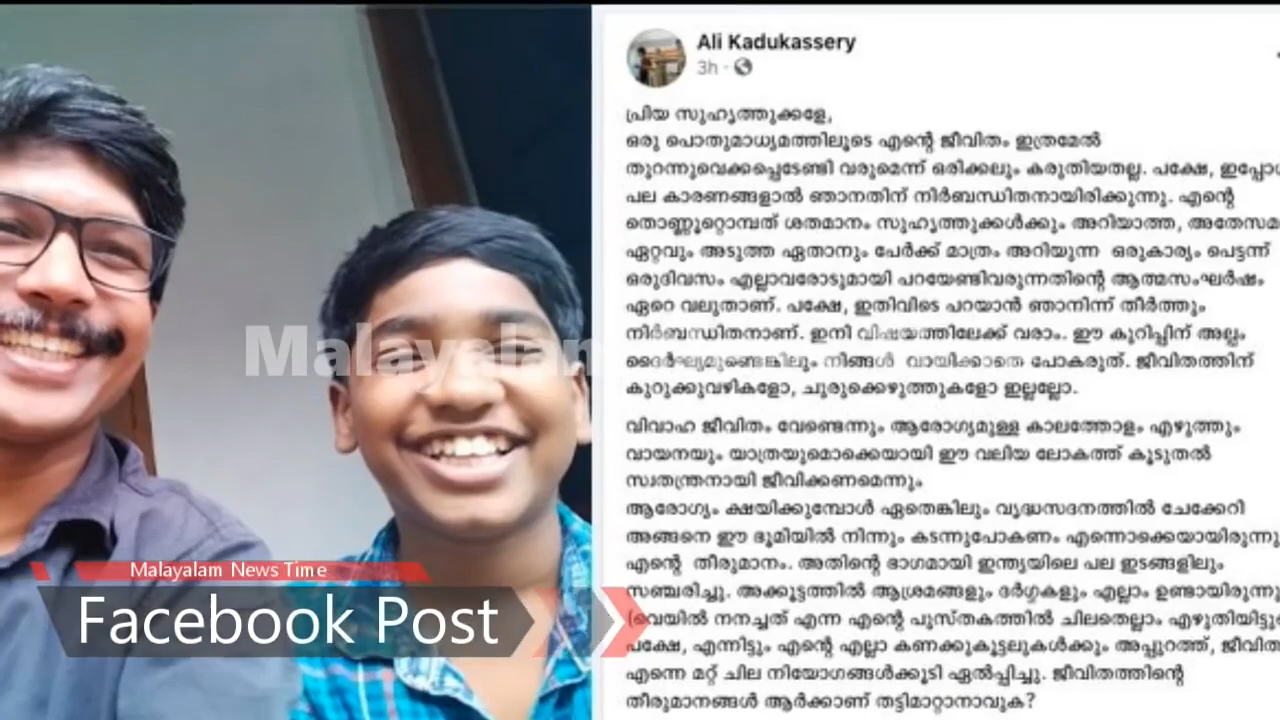 Ali Kadukassery
3h
പ്രിയ സുഹൃത്തുക്കളേ,
ഒരു പൊതുമാധ്യമത്തിലൂടെ എന്റെ ജീവിതം ഇത്രമേൽ
തുറന്നുവെക്കപ്പെടേണ്ടി വരുമെന്ന് ഒരിക്കലും കരുതിയതല്ല. പക്ഷേ,
പല കാരണങ്ങളാൽ ഞാനതിന് നിർബന്ധിതനായിരിക്കുന്നു. എന്റെ
തൊണ്ണൂറ്റൊമ്പത് ശതമാനം സുഹൃത്തുക്കൾക്കും അറിയാത്ത,
ഏറ്റവും അടുത്ത ഏതാനും പേർക്ക് മാത്രം അറിയുന്ന ഒരുകാര്യം പെട്ടന്ന്
ഒരുദിവസം എല്ലാവരോടുമായി പറയേണ്ടിവരുന്നതിന്റെ ആത്മസംഘർഷം
ഏറെ വലുതാണ്. പക്ഷേ, ഇതിവിടെ പറയാൻ ഞാനിന്ന് തീർത്തും
നിർബന്ധിതനാണ്. ഇനി വിഷയത്തിലേക്ക് വരാം. ഈ കുറിപ്പിന് അല്പം
ദൈർഘ്യമുണ്ടെങ്കിലും നിങ്ങൾ വായിക്കാതെ പോകരുത്. ജീവിതത്തിന്
കുറുക്കുവഴികളോ, ചുരുക്കെഴുത്തുകളോ ഇല്ലല്ലോ.
വിവാഹ ജീവിതം വേണ്ടെന്നും ആരോഗ്യമുള്ള കാലത്തോളം എഴുത്തും
വായനയും യാത്രയുമൊക്കെയായി ഈ വലിയ ലോകത്ത് കൂടുതൽ
സ്വതന്ത്രനായി ജീവിക്കണമെന്നും
ആരോഗ്യം ക്ഷയിക്കുമ്പോൾ ഏതെങ്കിലും വൃദ്ധസദനത്തിൽ ചേക്കേറി
അങ്ങനെ ഈ ഭൂമിയിൽ നിന്നും കടന്നുപോകണം എന്നൊക്കെയായിരുന്നു
എന്റെ തീരുമാനം. അതിന്റെ ഭാഗമായി ഇന്ത്യയിലെ പല ഇടങ്ങളിലും
സഞ്ചരിച്ചു. അക്കൂട്ടത്തിൽ ആശ്രമങ്ങളും ദർഗ്ഗകളും എല്ലാം ഉണ്ടായിരുന്നു
(വെയിൽ നനച്ചത് എന്ന എന്റെ പുസ്തകത്തിൽ ചിലതെല്ലാം
പക്ഷേ, എന്നിട്ടും എന്റെ എല്ലാ കണക്കുകൂട്ടലുകൾക്കും അപ്പുറത്ത്,
എന്നെ മറ്റ് ചില നിയോഗങ്ങൾക്കൂടി ഏൽപ്പിച്ചു. ജീവിതത്തിന്റെ
തീരുമാനങ്ങൾ ആർക്കാണ് തട്ടിമാറ്റാനാവുക?
Malayalam
Malayalam News Time
Facebook Post